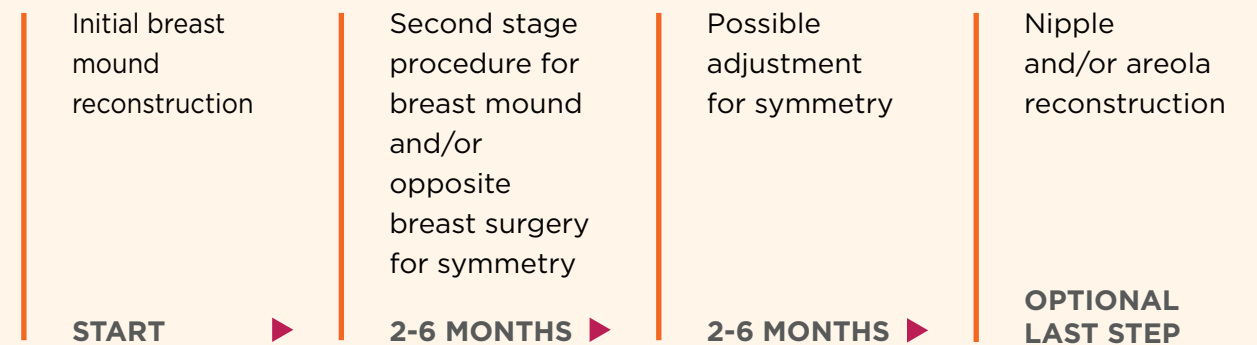 Initial breast
mound
reconstruction
START
Second stage
procedure for
breast mound
and/or
opposite
breast surgery
for symmetry
2-6 MONTHS
Possible
adjustment
for symmetry
2-6 MONTHS
Nipple
and/or areola
reconstruction
OPTIONAL
LAST STEP